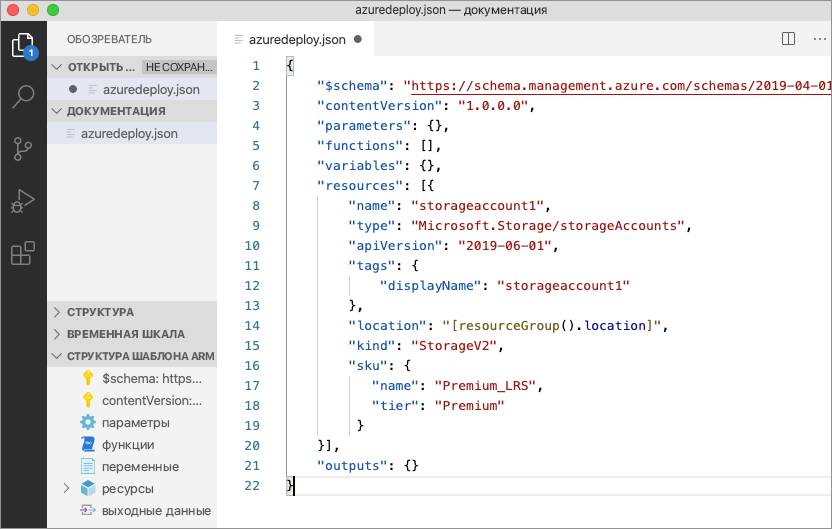 azuredeploy.json — документация
1
ОБОЗРЕВАТЕЛЬ
ОТКРЫТЬ ... НЕ СОХРАН...
azuredeploy.json
ДОКУМЕНТАЦИЯ
azuredeploy.json
СТРУКТУРА
ВРЕМЕННАЯ ШКАЛА
СТРУКТУРА ШАБЛОНА ARM
$schema: https...
contentVersion:...
параметры
функции
переменные
ресурсы
выходные данные
azuredeploy.json
1 {
2 "$schema": "https://schema.management.azure.com/schemas/2019-04-01
3 "contentVersion": "1.0.0.0",
4 "parameters": {},
5 "functions": [],
6 "variables": {},
7 "resources": [{
8 "name": "storageaccount1",
9 "type": "Microsoft.Storage/storageAccounts",
10 "apiVersion": "2019-06-01",
11 "tags": {
12 "displayName": "storageaccount1"
13 },
14 "location": "[resourceGroup().location]",
15 "kind": "StorageV2",
16 "sku": {
17 "name": "Premium_LRS",
18 "tier": "Premium"
19 }
20 }],
21 "outputs": {}
22 }